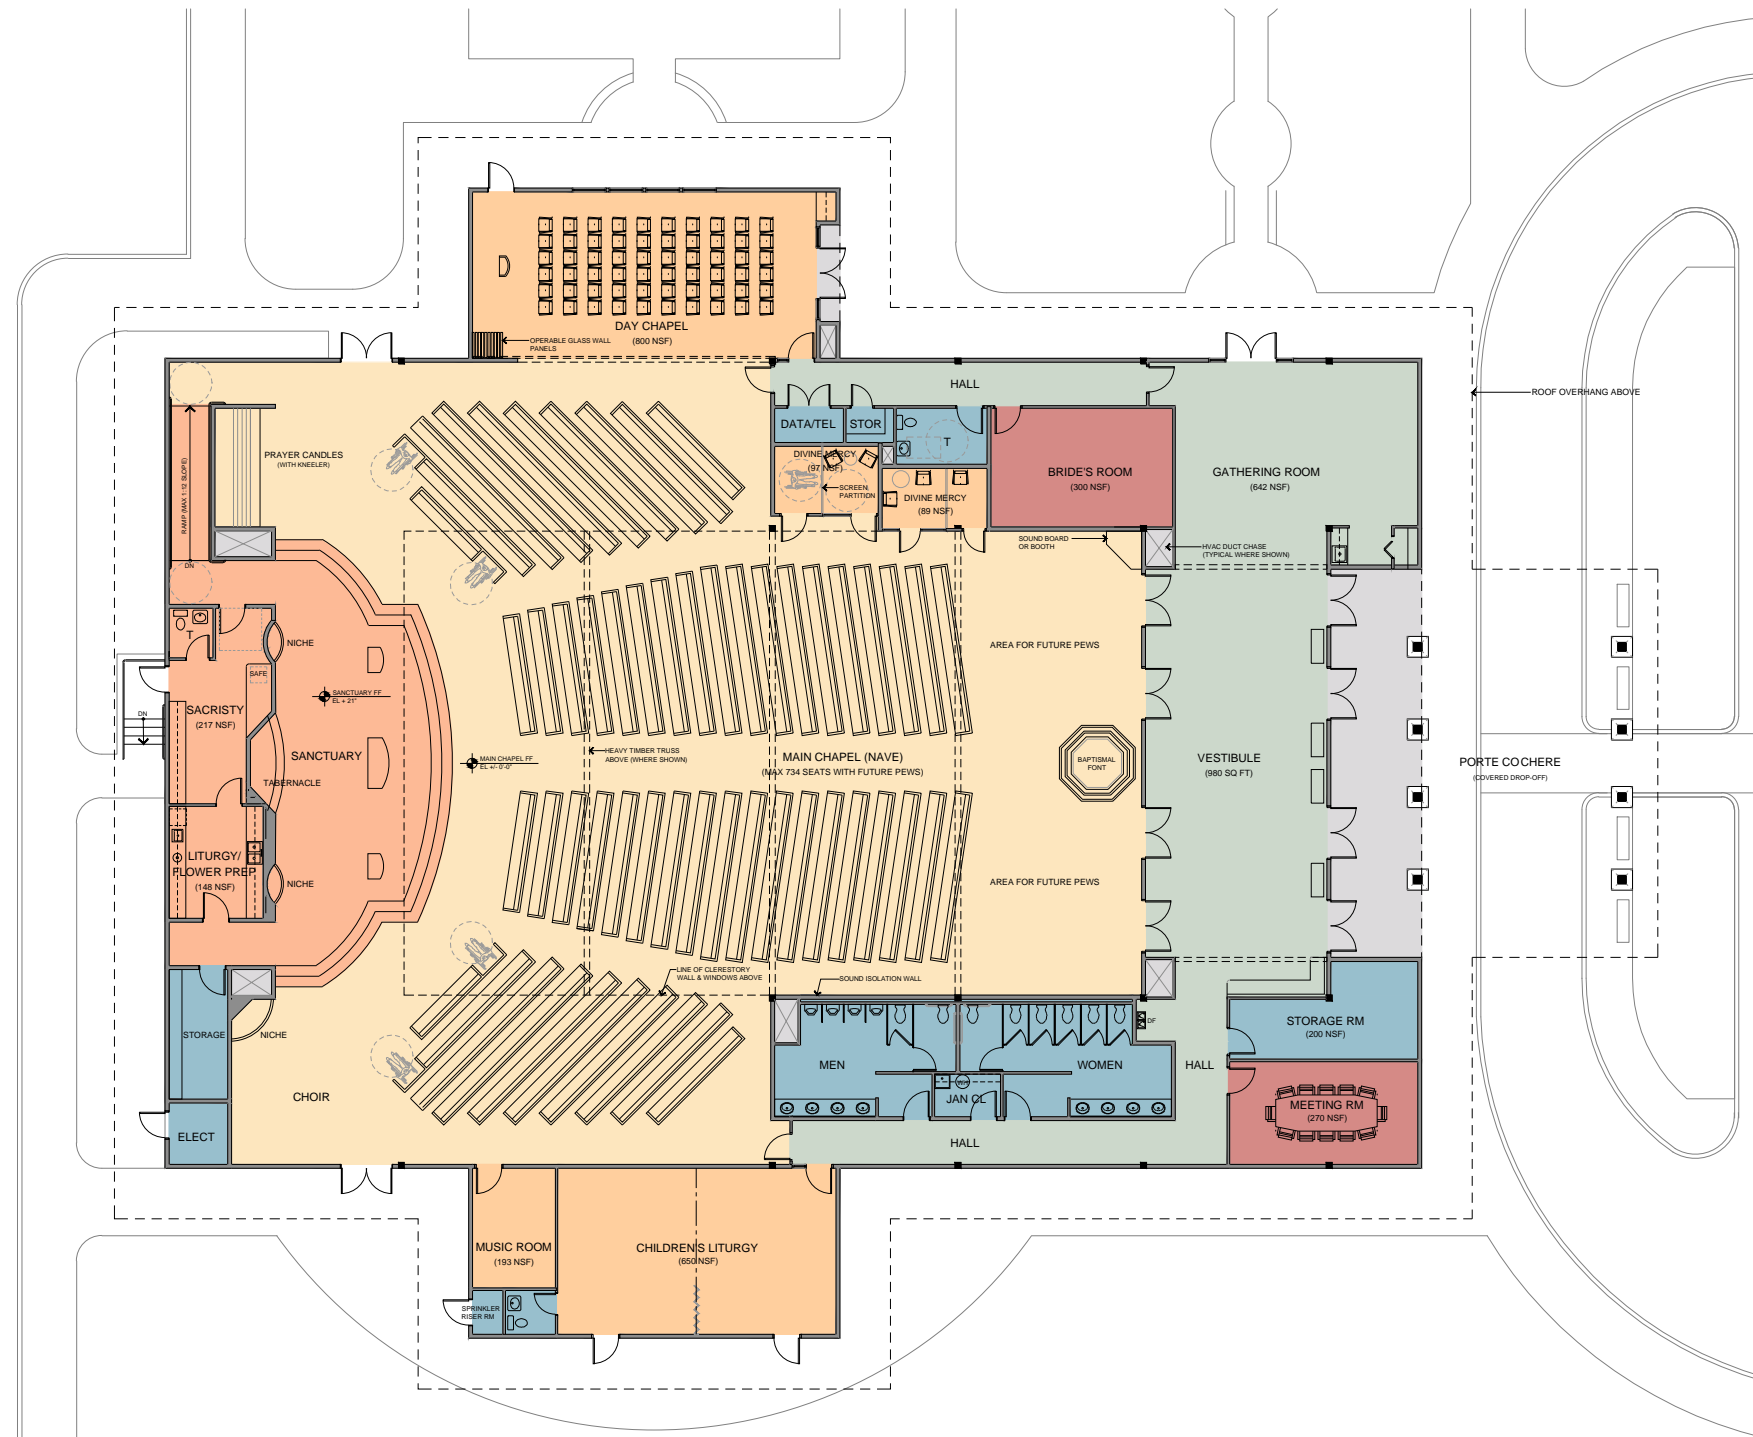 DAY CHAPEL
(800 NSF)
OPERABLE GLASS WALL
PANELS
HALL
ROOF OVERHANG ABOVE
DATA/TEL
STOR
T
PRAYER CANDLES
(WITH KNEELER)
RAMP (MAX 1:12 SLOPE)
DN
DIVINE MERCY
(97 NSF)
SCREEN
PARTITION
DIVINE MERCY
(89 NSF)
BRIDE'S ROOM
(300 NSF)
GATHERING ROOM
(642 NSF)
SOUND BOARD
OR BOOTH
HVAC DUCT CHASE
(TYPICAL WHERE SHOWN)
T
NICHE
SAFE
AREA FOR FUTURE PEWS
SANCTUARY FF
EL + 21"
SACRISTY
(217 NSF)
DN
SANCTUARY
TABERNACLE
MAIN CHAPEL FF
EL +/- 0'-0"
HEAVY TIMBER TRUSS
ABOVE (WHERE SHOWN)
MAIN CHAPEL (NAVE)
(MAX 734 SEATS WITH FUTURE PEWS)
BAPTISMAL
FONT
VESTIBULE
(980 SQ FT)
PORTE COCHERE
(COVERED DROP-OFF)
LITURGY/
FLOWER PREP
(148 NSF)
NICHE
AREA FOR FUTURE PEWS
LINE OF CLERESTORY
WALL & WINDOWS ABOVE
SOUND ISOLATION WALL
STORAGE
NICHE
DF
STORAGE RM
(200 NSF)
MEN
WOMEN
HALL
WH
JAN CL
CHOIR
MEETING RM
(270 NSF)
ELECT
HALL
MUSIC ROOM
(193 NSF)
CHILDREN'S LITURGY
(650 NSF)
SPRINKLER
RISER RM